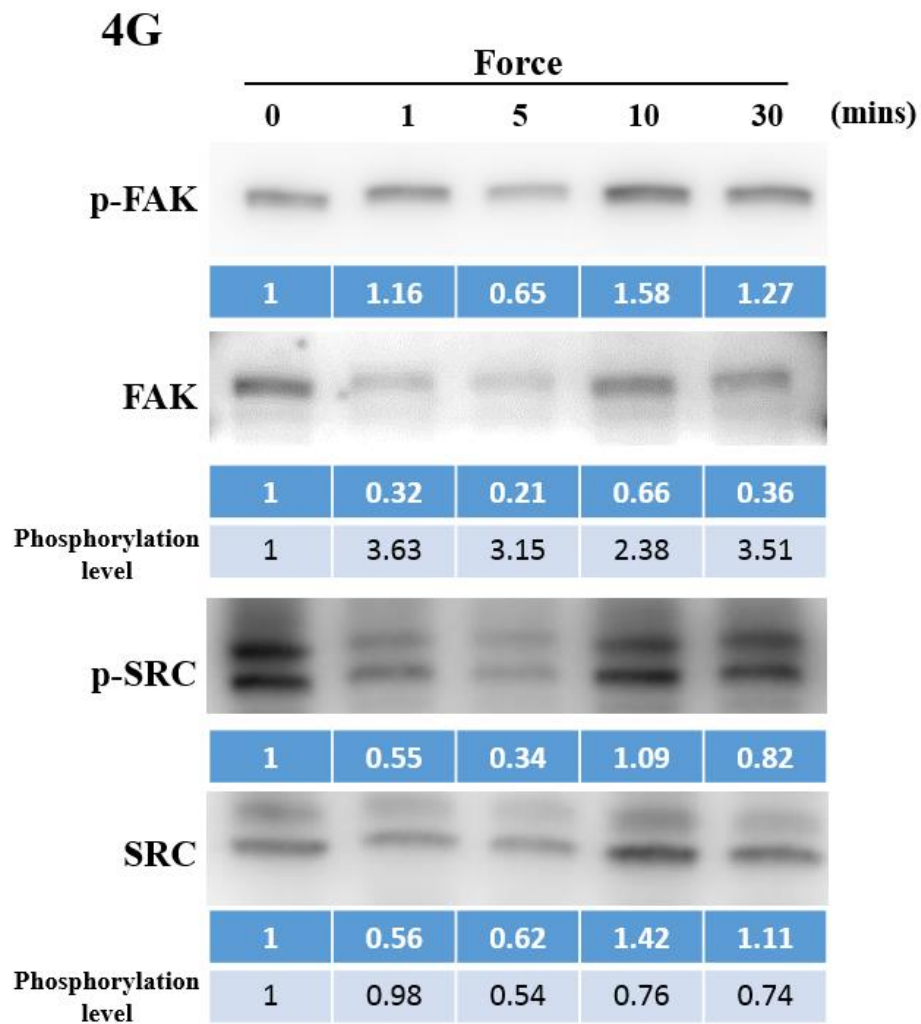 4G
Force
0 1 5 10 30 (mins)
p-FAK
1 1.16 0.65 1.58 1.27
FAK
1 0.32 0.21 0.66 0.36
Phosphorylation
level
1 3.63 3.15 2.38 3.51
p-SRC
1 0.55 0.34 1.09 0.82
SRC
1 0.56 0.62 1.42 1.11
Phosphorylation
level
1 0.98 0.54 0.76 0.74